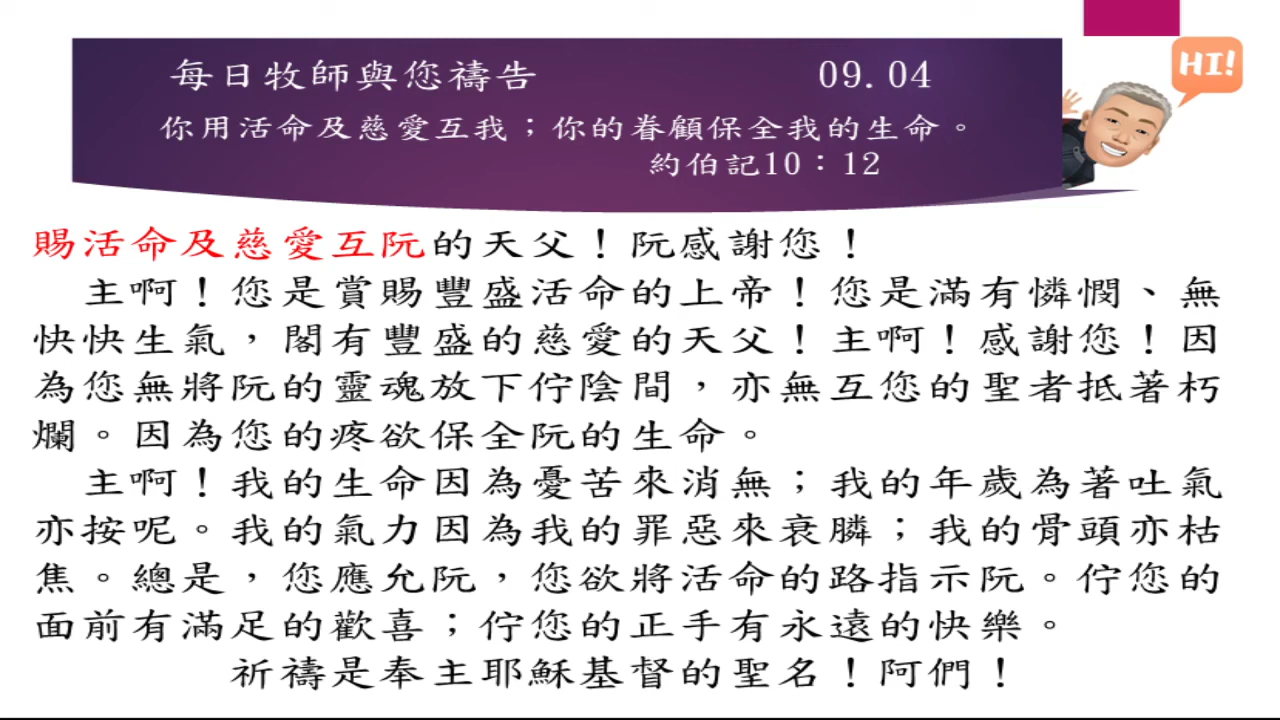 每日牧師與您禱告 09.04
HI!
你用活命及慈愛互我；你的眷顧保全我的生命。
約伯記10：12
賜活命及慈愛互阮的天父！阮感謝您！
主啊！您是賞賜豐盛活命的上帝！您是滿有憐憫、無
快快生氣，閣有豐盛的慈愛的天父！主啊！感謝您！因
為您無將阮的靈魂放下佇陰間，亦無互您的聖者抵著朽
爛。因為您的疼欲保全阮的生命。
主啊！我的生命因為憂苦來消無；我的年歲為著吐氣
亦按呢。我的氣力因為我的罪惡來衰膦；我的骨頭亦枯
焦。總是，您應允阮，您欲將活命的路指示阮。佇您的
面前有滿足的歡喜；佇您的正手有永遠的快樂。
祈禱是奉主耶穌基督的聖名！阿們！